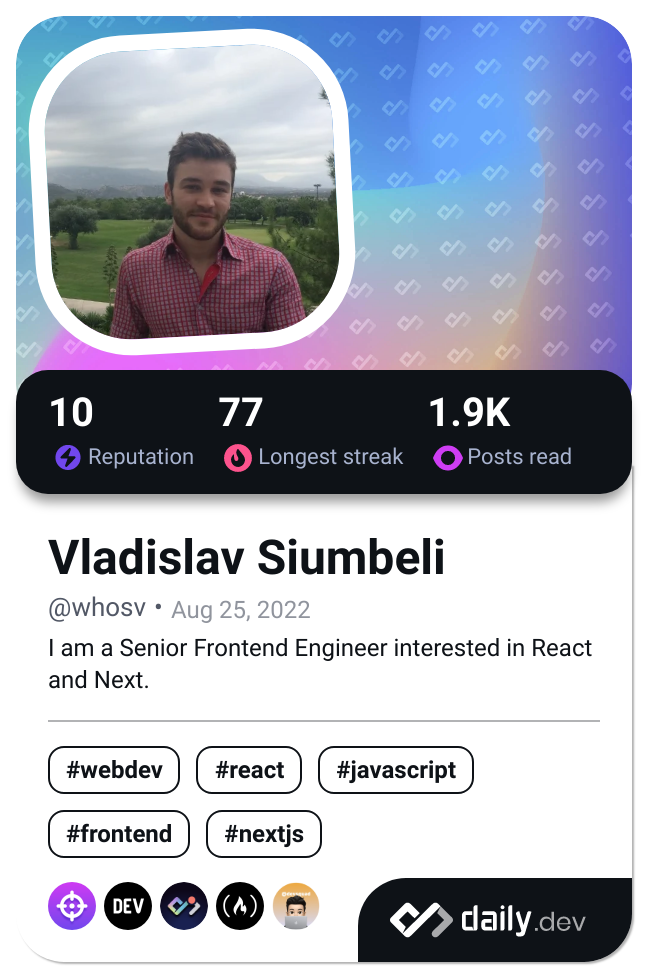 10 77 1.9K
Reputation Longest streak Posts read
Vladislav Siumbeli
@whosv • Aug 25, 2022
I am a Senior Frontend Engineer interested in React
and Next.
#webdev #react #javascript
#frontend #nextjs
DEV
daily.dev